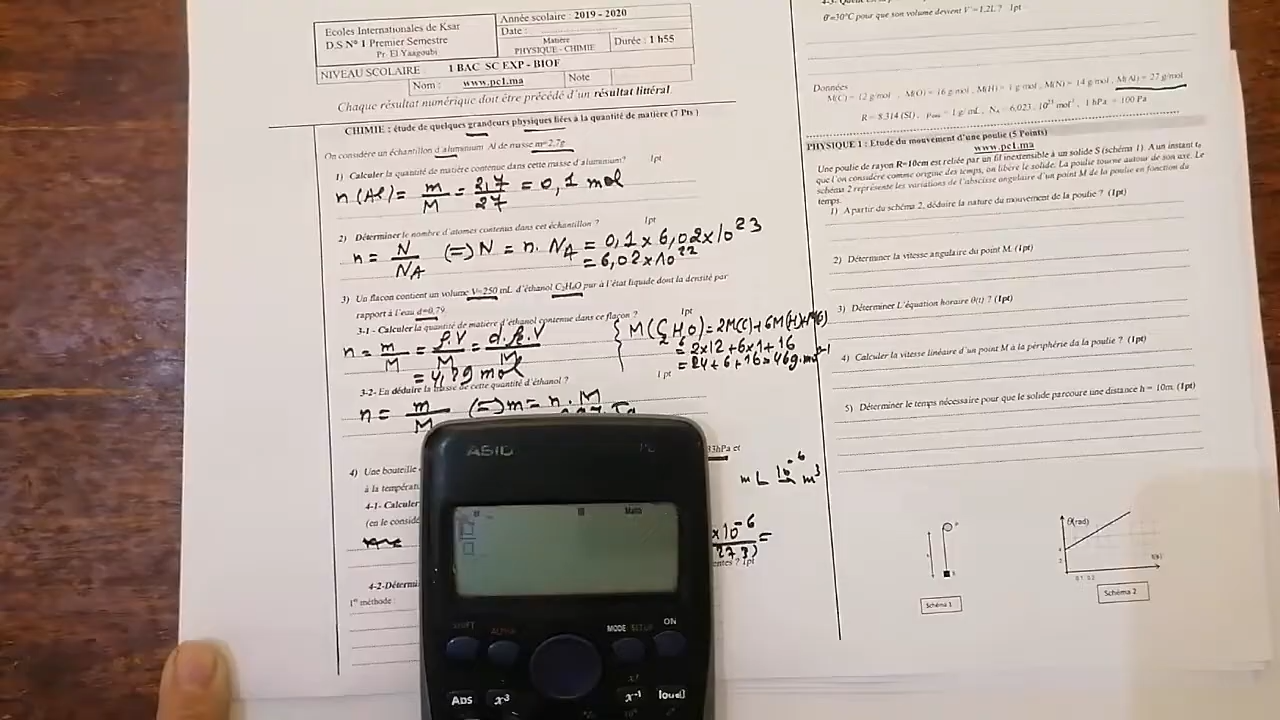 Ecoles Internationales de Ksar
D.S N° 1 Premier Semestre
Pr. El Yaagoubi
Année scolaire : 2019 - 2020
Date :
Matière
PHYSIQUE - CHIMIE
Durée : 1 h55
NIVEAU SCOLAIRE : 1 BAC SC EXP - BIOF
Nom : www.pc1.ma
Note
Chaque résultat numérique doit être précédé d'un résultat littéral.
CHIMIE : étude de quelques grandeurs physiques liées à la quantité de matière (7 Pts )
On considère un échantillon d'aluminium Al de masse m=2,7g
1) Calculer la quantité de matière contenue dans cette masse d'aluminium? 1pt
n(Al) = m/M = 2,7/27 = 0,1 mol
2) Déterminer le nombre d'atomes contenus dans cet échantillon ? 1pt
n = N/NA (=) N = n. NA = 0,1 x 6,02x10^23
= 6,02x10^22
3) Un flacon contient un volume V=250 mL d'éthanol C2H6O pur à l'état liquide dont la densité par
rapport à l'eau d=0,79
3-1 - Calculer la quantité de matière d'éthanol contenue dans ce flacon ? 1pt
n = m/M = ρ.V/M = d.ρ.V/M
= 4,29 mol
M(C2H6O) = 2M(C)+6M(H)+M(O)
= 2x12+6x1+16
= 24+6+16=46g.mol-1
3-2- En déduire la masse de cette quantité d'éthanol ? 1pt
n = m/M (=) m = n.M
33hPa et
4) Une bouteille
à la températu
4-1- Calculer
(en le considé
mL 10^-6 m³
x10^-6
273) =
entes ? 1pt
4-2-Détermi
1re méthode :
θ=30°C pour que son volume devient V = 1,2L ? 1pt
Données
M(C) = 12 g/mol , M(O) = 16 g/mol , M(H) = 1 g/mol , M(N) = 14 g/mol , M(Al) = 27 g/mol
R = 8,314 (SI) , ρeau = 1 g/mL , NA = 6,023 . 10^23 mol-1 , 1 hPa = 100 Pa
PHYSIQUE 1 : Etude du mouvement d'une poulie (5 Points)
www.pc1.ma
Une poulie de rayon R=10cm est reliée par un fil inextensible à un solide S (schéma 1). A un instant t0
que l'on considère comme origine des temps, on libère le solide. La poulie tourne autour de son axe. Le
schéma 2 représente les variations de l'abscisse angulaire d'un point M de la poulie en fonction du
temps.
1) A partir du schéma 2, déduire la nature du mouvement de la poulie ? (1pt)
2) Déterminer la vitesse angulaire du point M. (1pt)
3) Déterminer L'équation horaire θ(t) ? (1pt)
4) Calculer la vitesse linéaire d'un point M à la périphérie da la poulie ? (1pt)
5) Déterminer le temps nécessaire pour que le solide parcoure une distance h = 10m. (1pt)
Schéma 1
θ(rad)
t(s)
Schéma 2
Math
SHIFT
ALPHA
MODE SETUP
ON
Abs
x³
x-1